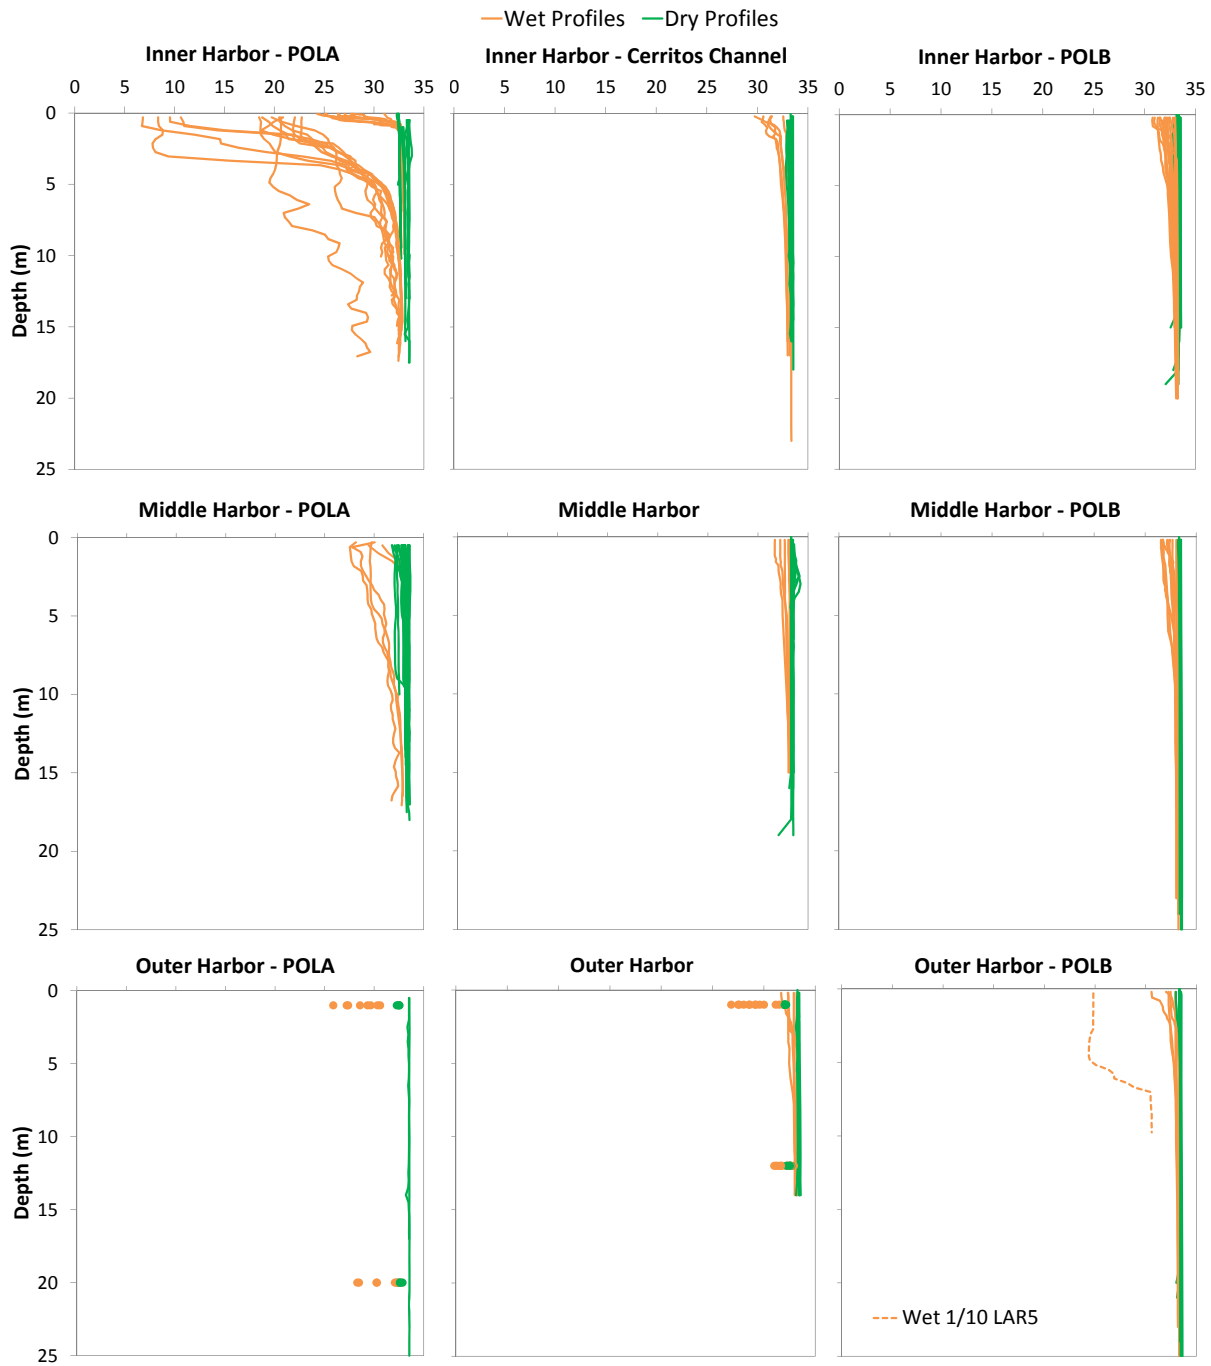 Wet Profiles Dry Profiles
Inner Harbor - POLA Inner Harbor - Cerritos Channel Inner Harbor - POLB
0 5 10 15 20 25 30 35 0 5 10 15 20 25 30 35 0 5 10 15 20 25 30 35
0
5
10
15
20
25
Depth (m)
Middle Harbor - POLA Middle Harbor Middle Harbor - POLB
0
5
10
15
20
25
Depth (m)
Outer Harbor - POLA Outer Harbor Outer Harbor - POLB
0
5
10
15
20
25
Depth (m)
Wet 1/10 LAR5